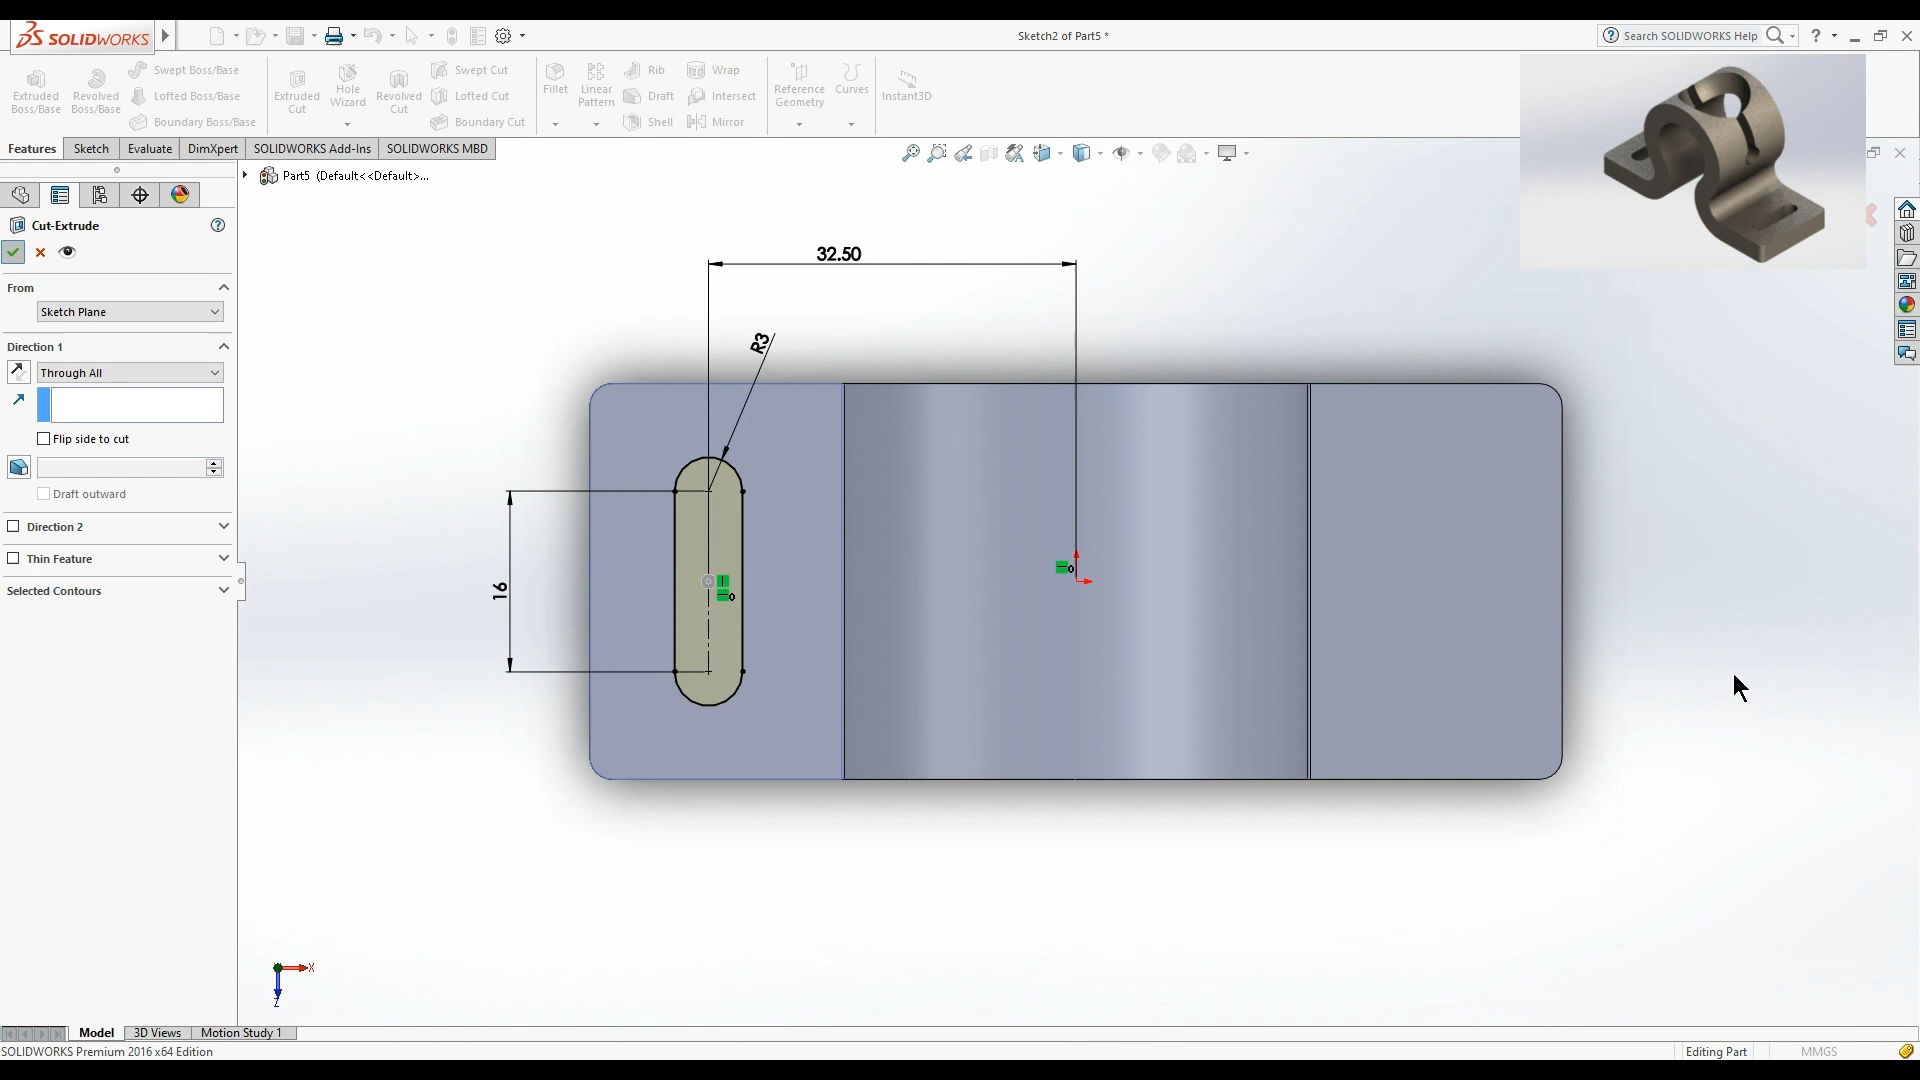 SOLIDWORKS
Sketch2 of Part5 *
Search SOLIDWORKS Help
?
Extruded Boss/Base
Revolved Boss/Base
Swept Boss/Base
Lofted Boss/Base
Boundary Boss/Base
Extruded Cut
Hole Wizard
Revolved Cut
Swept Cut
Lofted Cut
Boundary Cut
Fillet
Linear Pattern
Rib
Draft
Shell
Wrap
Intersect
Mirror
Reference Geometry
Curves
Instant3D
Features
Sketch
Evaluate
DimXpert
SOLIDWORKS Add-Ins
SOLIDWORKS MBD
Part5 (Default<<Default>...
Cut-Extrude
From
Sketch Plane
Direction 1
Through All
Flip side to cut
Draft outward
Direction 2
Thin Feature
Selected Contours
32.50
R3
16
X
Z
Model
3D Views
Motion Study 1
SOLIDWORKS Premium 2016 x64 Edition
Editing Part
MMGS